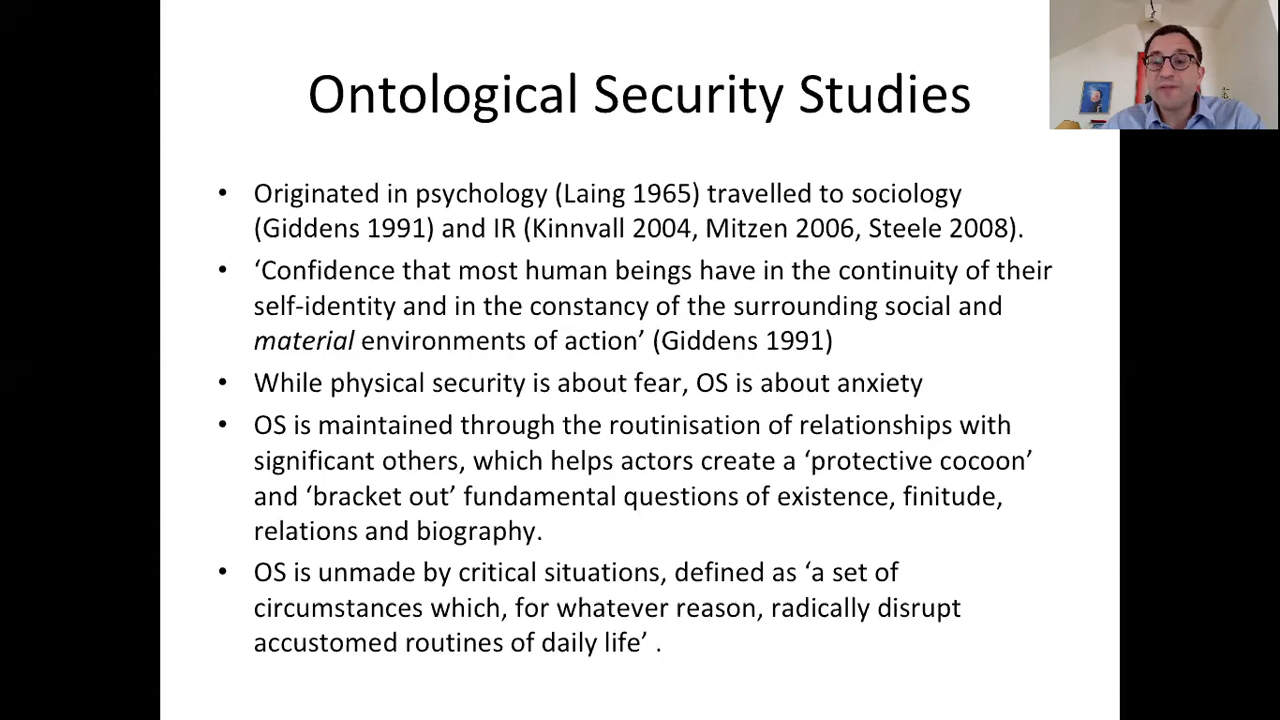 Ontological Security Studies
• Originated in psychology (Laing 1965) travelled to sociology
(Giddens 1991) and IR (Kinnvall 2004, Mitzen 2006, Steele 2008).
• ‘Confidence that most human beings have in the continuity of their
self-identity and in the constancy of the surrounding social and
material environments of action’ (Giddens 1991)
• While physical security is about fear, OS is about anxiety
• OS is maintained through the routinisation of relationships with
significant others, which helps actors create a ‘protective cocoon’
and ‘bracket out’ fundamental questions of existence, finitude,
relations and biography.
• OS is unmade by critical situations, defined as ‘a set of
circumstances which, for whatever reason, radically disrupt
accustomed routines of daily life’ .